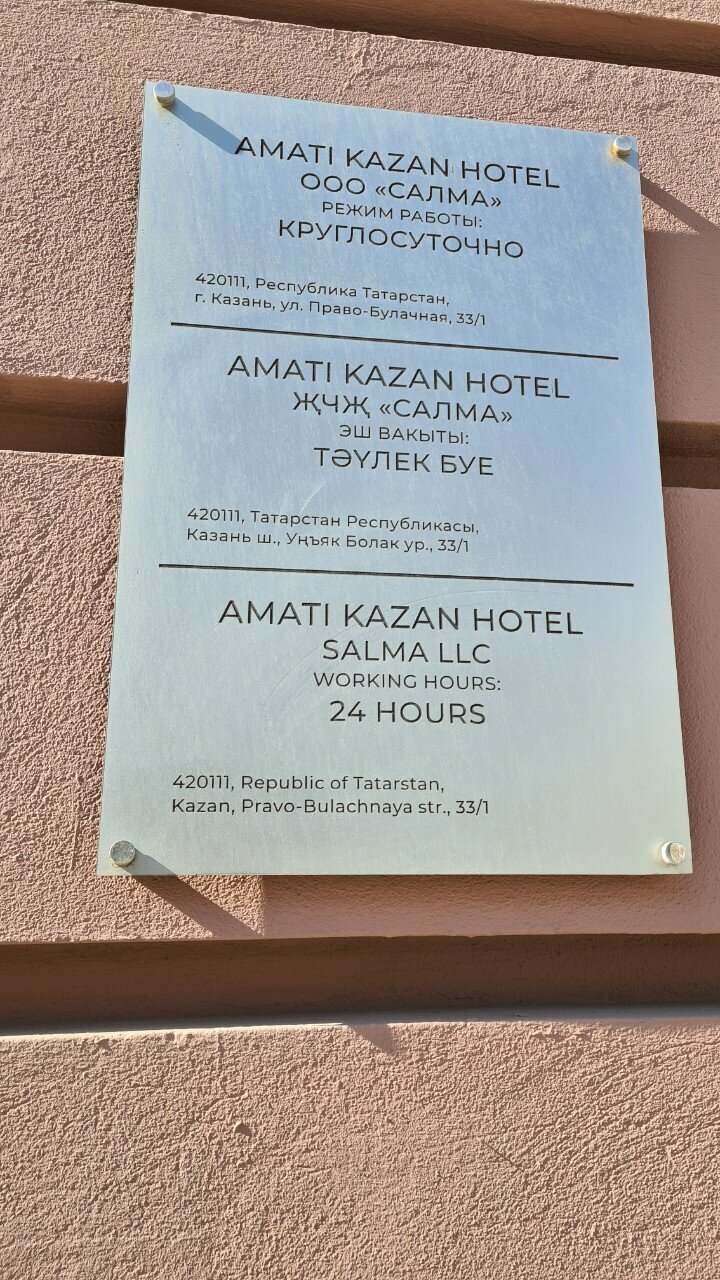 AMATI KAZAN HOTEL
ООО «САЛМА»
РЕЖИМ РАБОТЫ:
КРУГЛОСУТОЧНО
420111, Республика Татарстан,
г. Казань, ул. Право-Булачная, 33/1
AMATI KAZAN HOTEL
ҖЧҖ «САЛМА»
ЭШ ВАКЫТЫ:
ТӘҮЛЕК БУЕ
420111, Татарстан Республикасы,
Казань ш., Уңъяк Болак ур., 33/1
AMATI KAZAN HOTEL
SALMA LLC
WORKING HOURS:
24 HOURS
420111, Republic of Tatarstan,
Kazan, Pravo-Bulachnaya str., 33/1